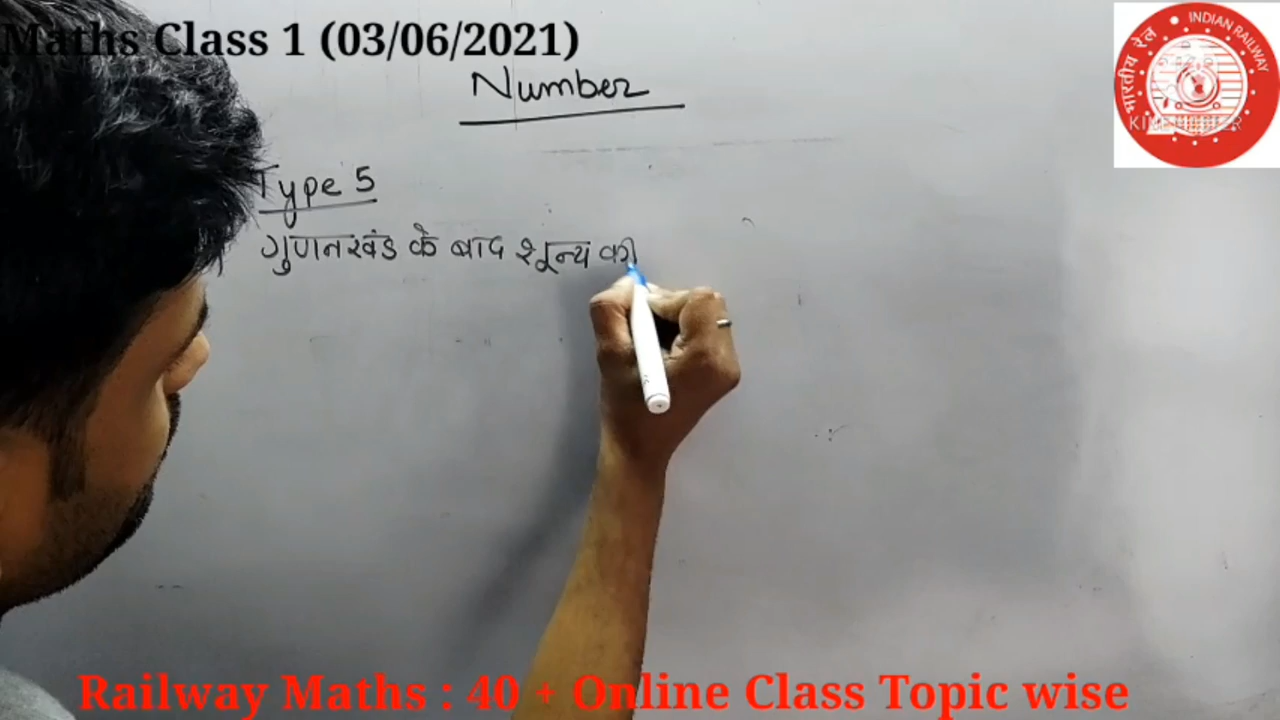 Maths Class 1 (03/06/2021)
Number
भारतीय रेल INDIAN RAILWAY
KINEMASTER
Type 5
गुणनखंड के बाद शून्य की
Railway Maths : 40 + Online Class Topic wise